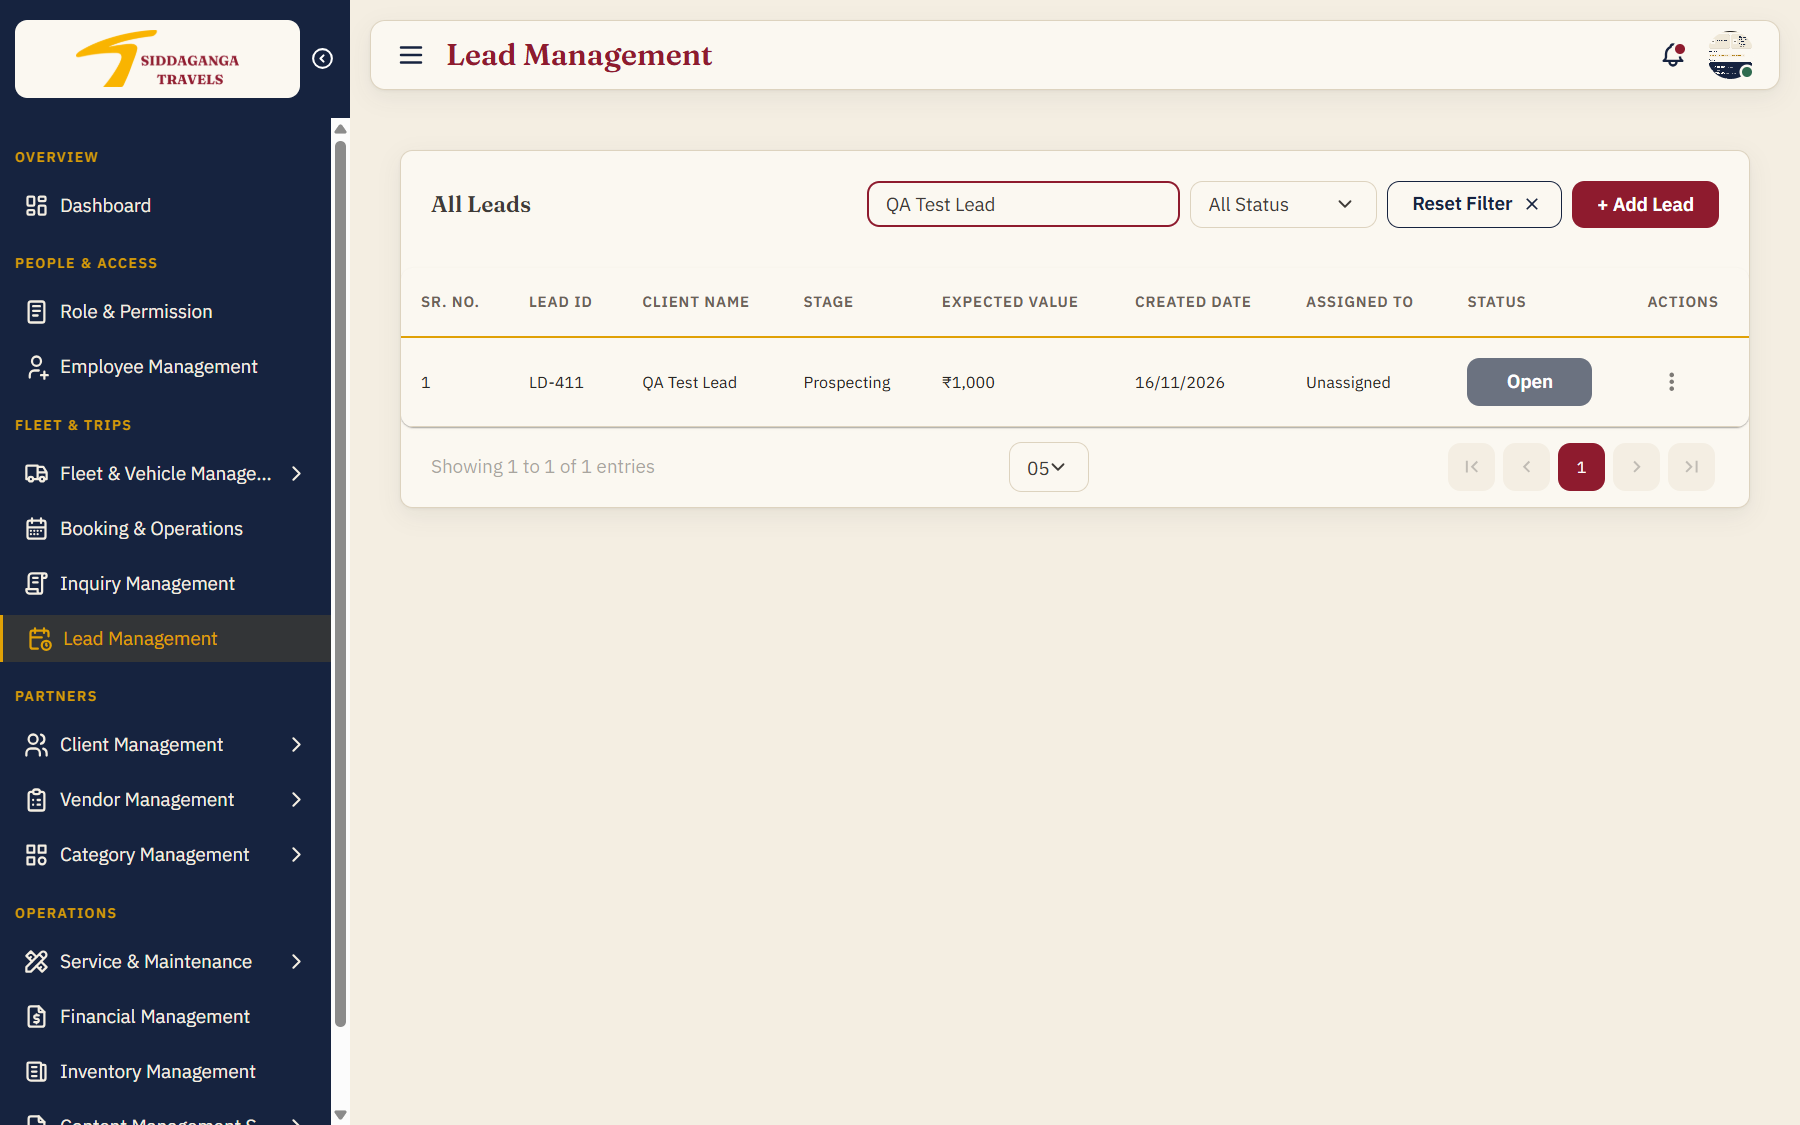 SIDDAGANGA
TRAVELS
OVERVIEW
Dashboard
PEOPLE & ACCESS
Role & Permission
Employee Management
FLEET & TRIPS
Fleet & Vehicle Manage...
Booking & Operations
Inquiry Management
Lead Management
PARTNERS
Client Management
Vendor Management
Category Management
OPERATIONS
Service & Maintenance
Financial Management
Inventory Management
Content Management S
Lead Management
All Leads
QA Test Lead
All Status
Reset Filter
+ Add Lead
SR. NO. LEAD ID CLIENT NAME STAGE EXPECTED VALUE CREATED DATE ASSIGNED TO STATUS ACTIONS
1 LD-411 QA Test Lead Prospecting ₹1,000 16/11/2026 Unassigned Open
Showing 1 to 1 of 1 entries
05
1